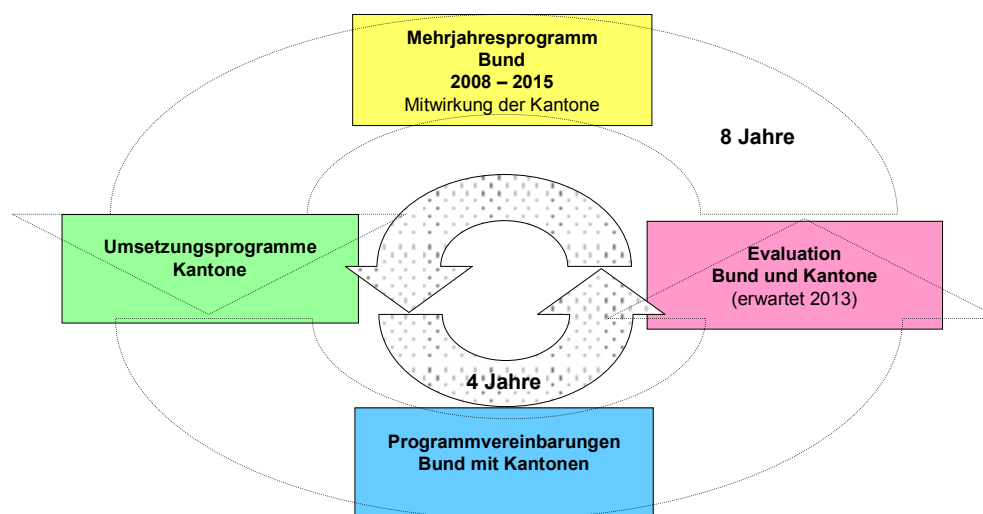 Mehrjahresprogramm
Bund
2008 – 2015
Mitwirkung der Kantone
8 Jahre
Umsetzungsprogramme
Kantone
Evaluation
Bund und Kantone
(erwartet 2013)
4 Jahre
Programmvereinbarungen
Bund mit Kantonen